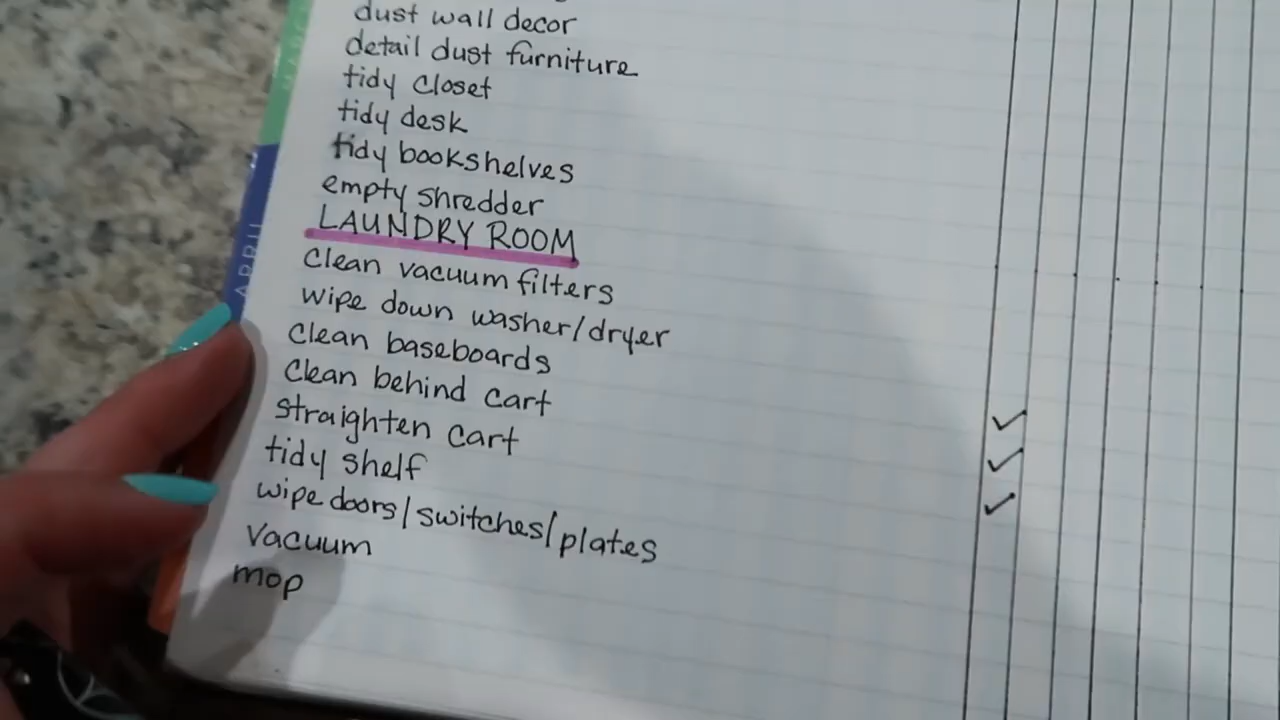 dust wall decor
detail dust furniture
tidy closet
tidy desk
tidy bookshelves
empty shredder
LAUNDRY ROOM
clean vacuum filters
wipe down washer/dryer
clean baseboards
clean behind cart
straighten cart
tidy shelf
wipe doors/switches/plates
vacuum
mop
APRIL